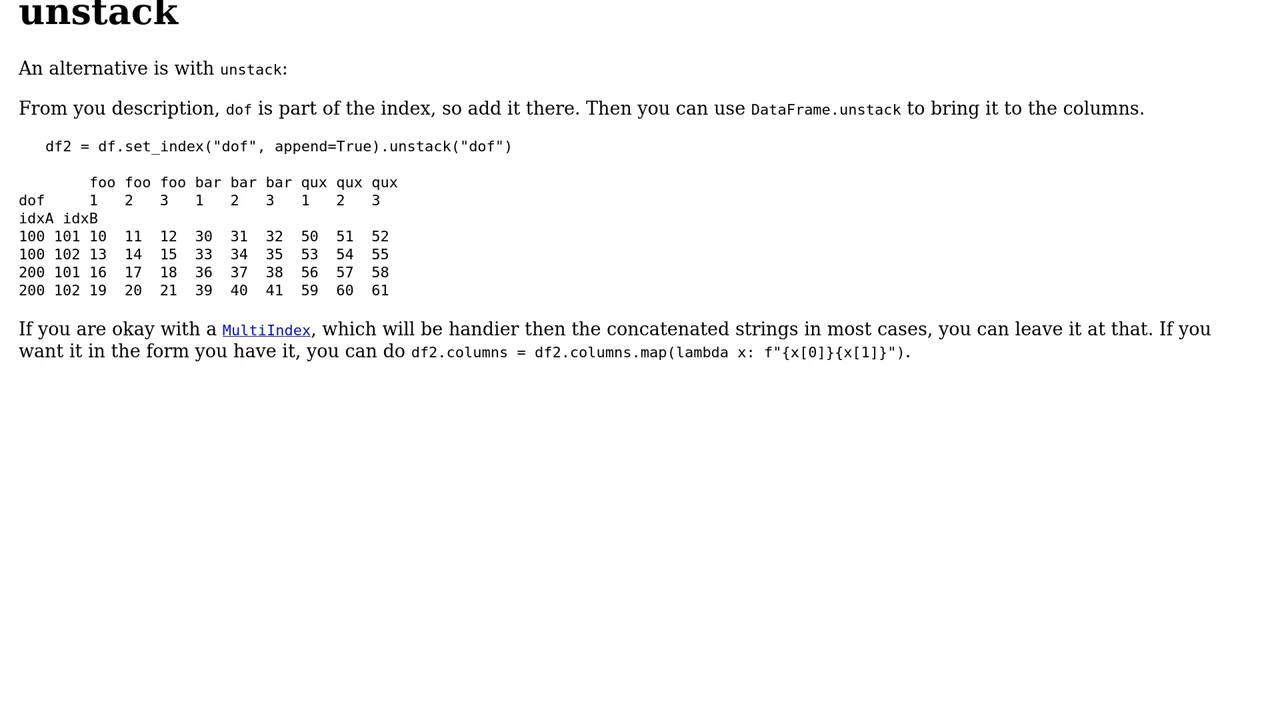 unstack
An alternative is with unstack:
From you description, dof is part of the index, so add it there. Then you can use DataFrame.unstack to bring it to the columns.
df2 = df.set_index("dof", append=True).unstack("dof")
        foo foo foo bar bar bar qux qux qux
dof     1   2   3   1   2   3   1   2   3
idxA idxB
100 101 10  11  12  30  31  32  50  51  52
100 102 13  14  15  33  34  35  53  54  55
200 101 16  17  18  36  37  38  56  57  58
200 102 19  20  21  39  40  41  59  60  61
If you are okay with a MultiIndex, which will be handier then the concatenated strings in most cases, you can leave it at that. If you
want it in the form you have it, you can do df2.columns = df2.columns.map(lambda x: f"{x[0]}{x[1]}").